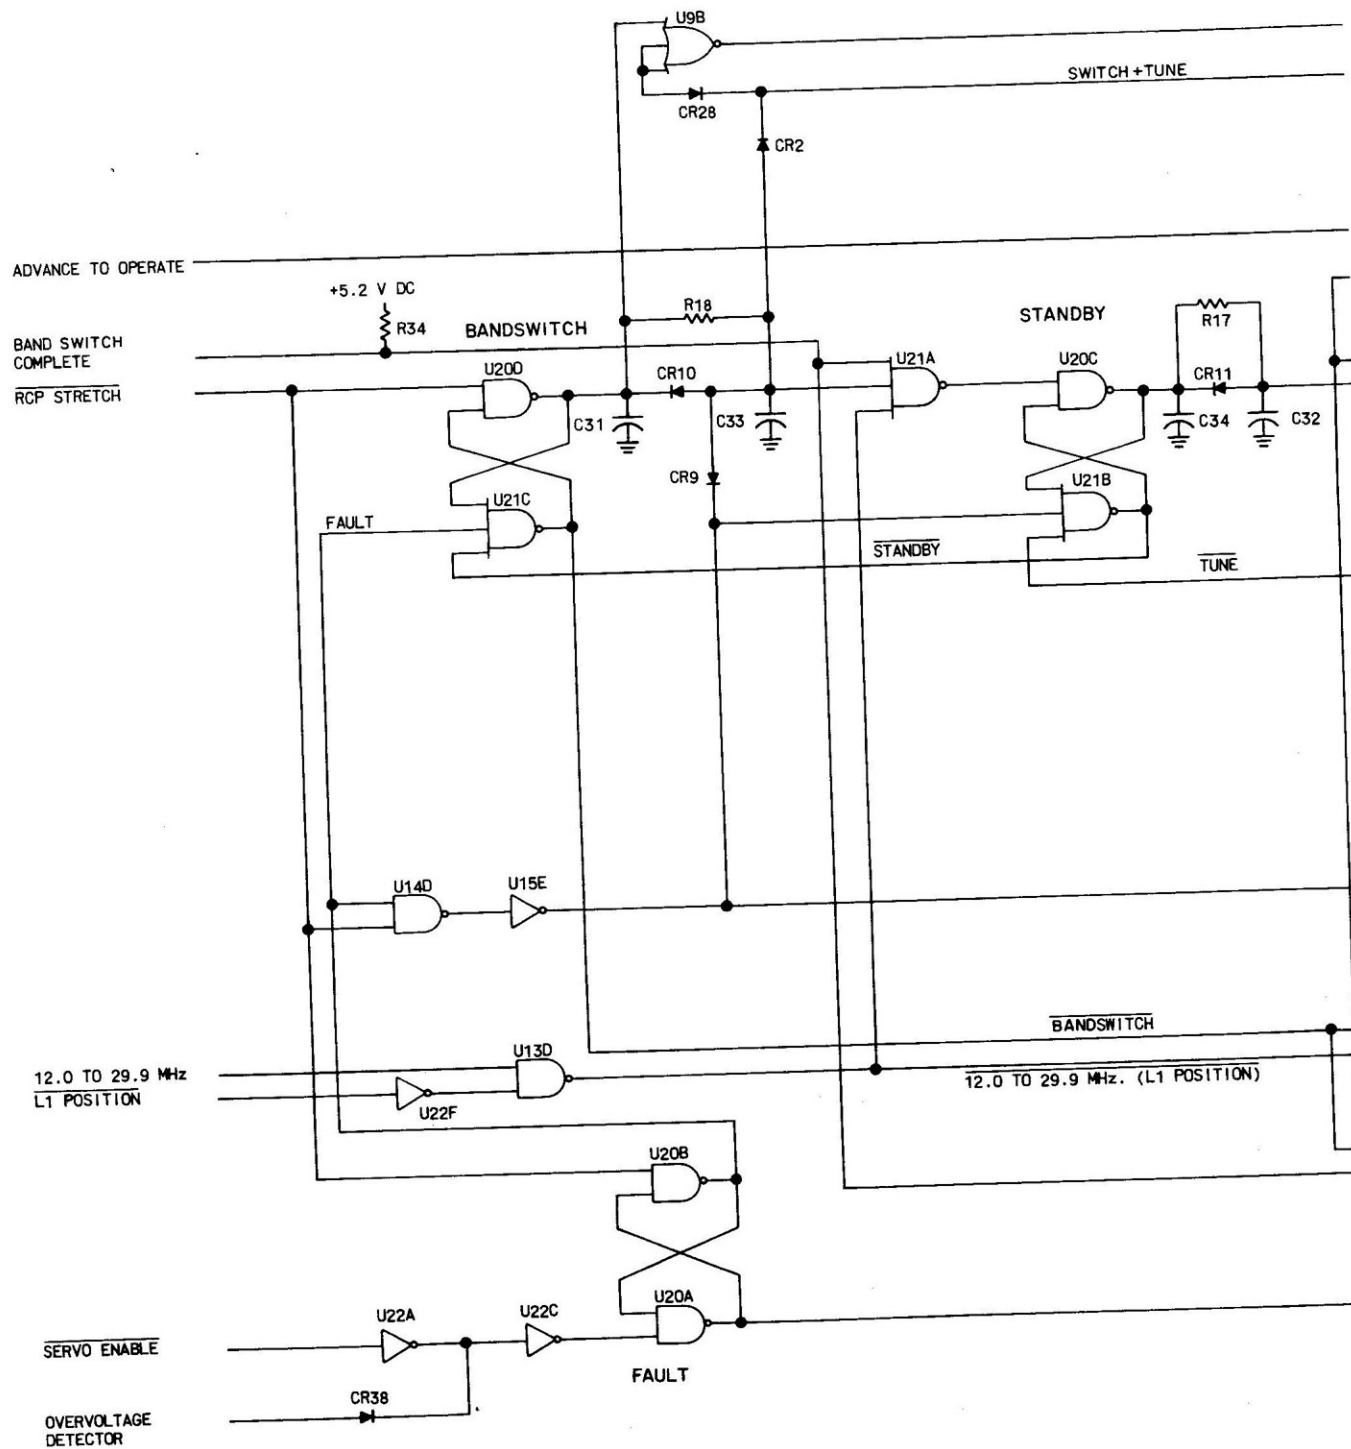 U9B
SWITCH+TUNE
CR28
CR2
ADVANCE TO OPERATE
+5.2 V DC
R34
BANDSWITCH
R18
STANDBY
R17
BAND SWITCH
COMPLETE
RCP STRETCH
U20D
CR10
U21A
U20C
CR11
C31
C33
C34
C32
U21C
CR9
U21B
FAULT
STANDBY
TUNE
U14D
U15E
BANDSWITCH
U13D
12.0 TO 29.9 MHz
L1 POSITION
U22F
12.0 TO 29.9 MHz. (L1 POSITION)
U20B
U20A
U22A
U22C
SERVO ENABLE
FAULT
CR38
OVERVOLTAGE
DETECTOR